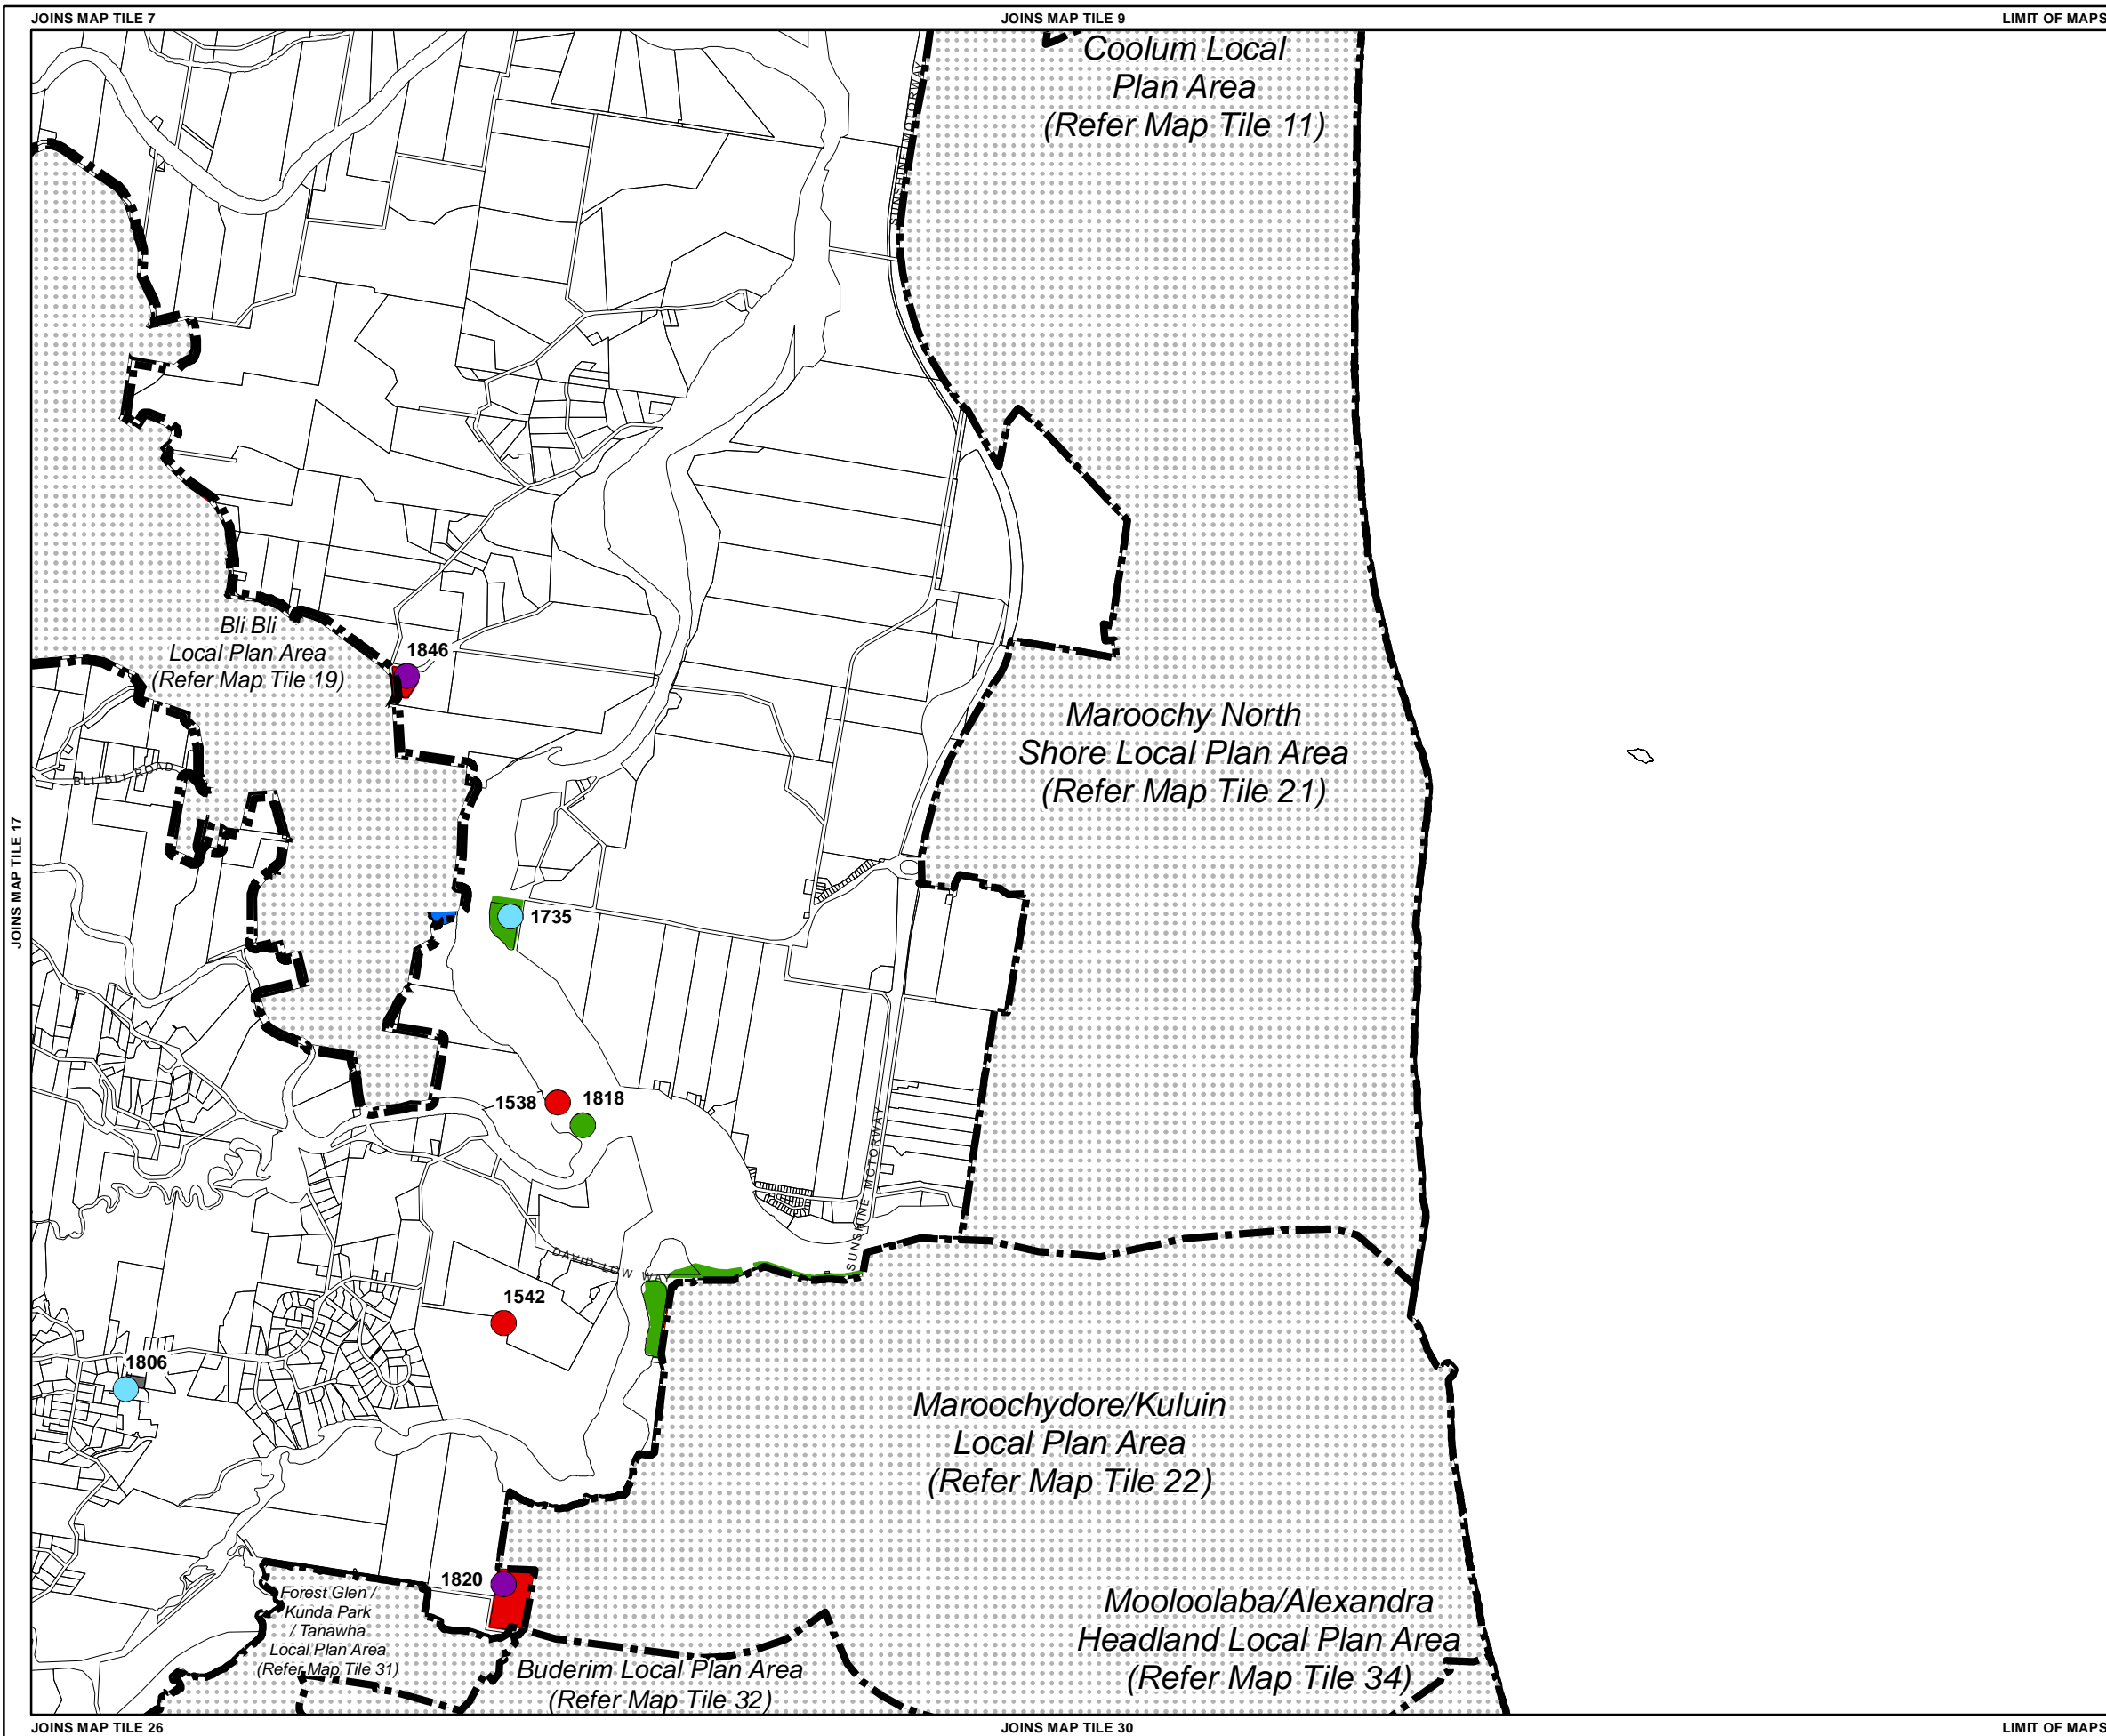 JOINS MAP TILE 7
JOINS MAP TILE 9
LIMIT OF MAPS
Coolum Local
Plan Area
(Refer Map Tile 11)
SUNSHINE MOTORWAY
Bli Bli
Local Plan Area
(Refer Map Tile 19)
1846
Maroochy North
Shore Local Plan Area
(Refer Map Tile 21)
BLI BLI ROAD
JOINS MAP TILE 17
1735
1538
1818
SUNSHINE MOTORWAY
DAVID LOW WAY
1542
1806
Maroochydore/Kuluin
Local Plan Area
(Refer Map Tile 22)
1820
Forest Glen /
Kunda Park
/ Tanawha
Local Plan Area
(Refer Map Tile 31)
Mooloolaba/Alexandra
Headland Local Plan Area
(Refer Map Tile 34)
Buderim Local Plan Area
(Refer Map Tile 32)
JOINS MAP TILE 26
JOINS MAP TILE 30
LIMIT OF MAPS